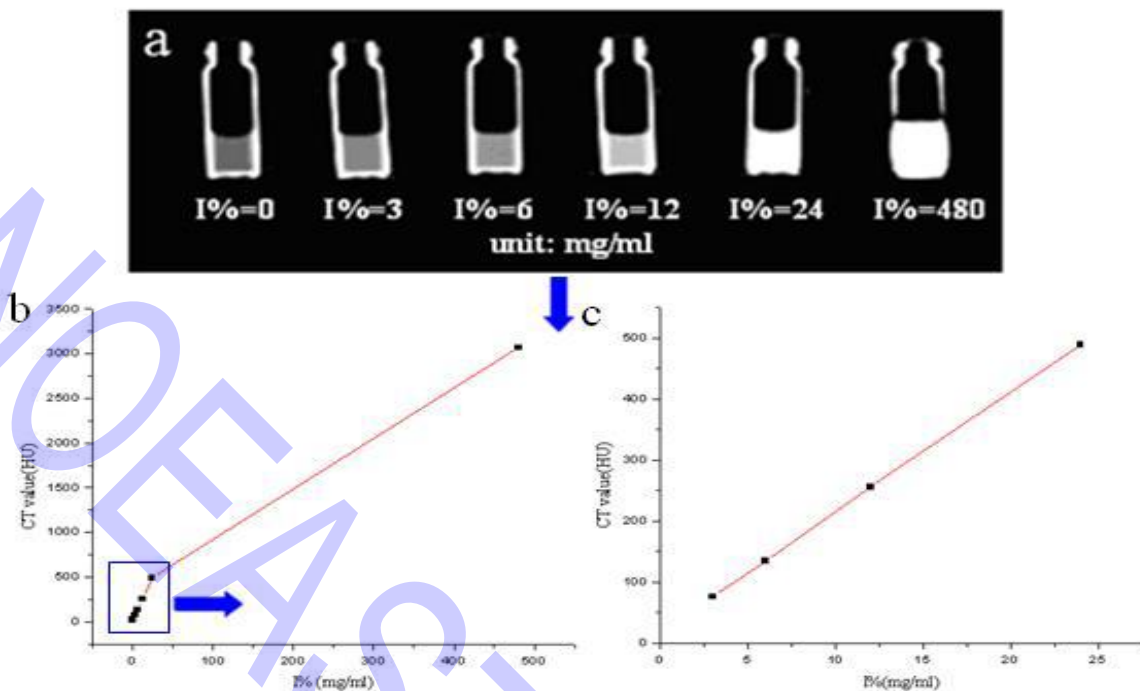 a
I%=0 I%=3 I%=6 I%=12 I%=24 I%=480
unit: mg/ml
b
3500
3000
2500
2000
1500
1000
500
0
CT value(HU)
0 100 200 300 400 500
I% (mg/ml)
c
500
400
300
200
100
0
CT value(HU)
0 5 10 15 20 25
I%(mg/ml)